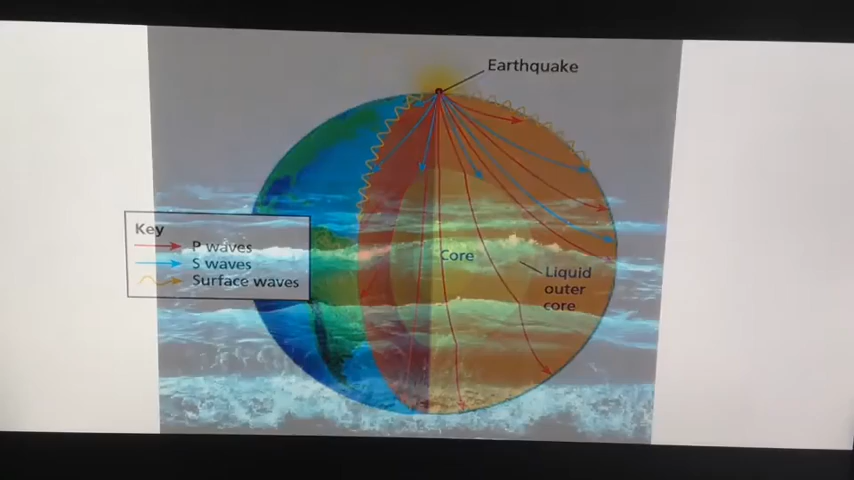 Earthquake
Key
P waves
S waves
Surface waves
Core
Liquid
outer
core